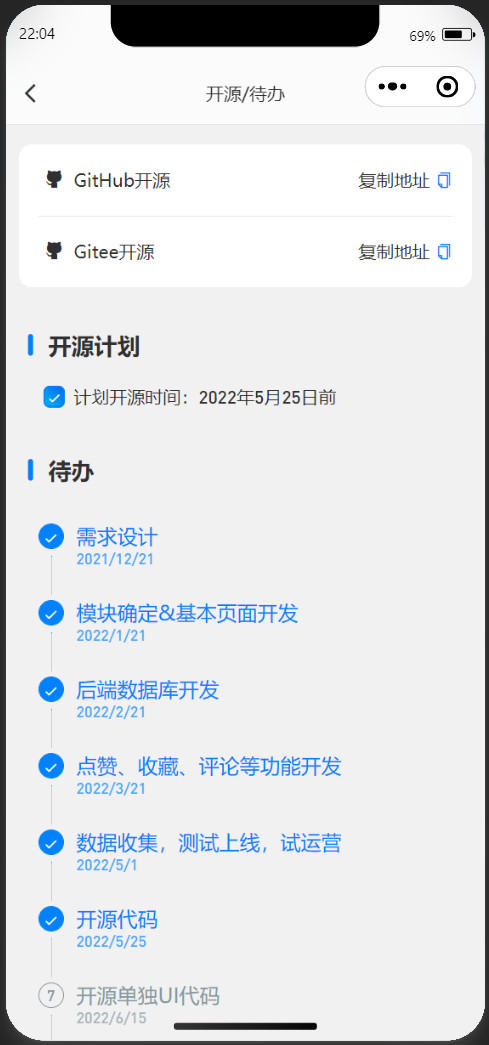 22:04
69%
开源/待办
GitHub开源 复制地址
Gitee开源 复制地址
开源计划
计划开源时间：2022年5月25日前
待办
需求设计
2021/12/21
模块确定&基本页面开发
2022/1/21
后端数据库开发
2022/2/21
点赞、收藏、评论等功能开发
2022/3/21
数据收集，测试上线，试运营
2022/5/1
开源代码
2022/5/25
7 开源单独UI代码
2022/6/15